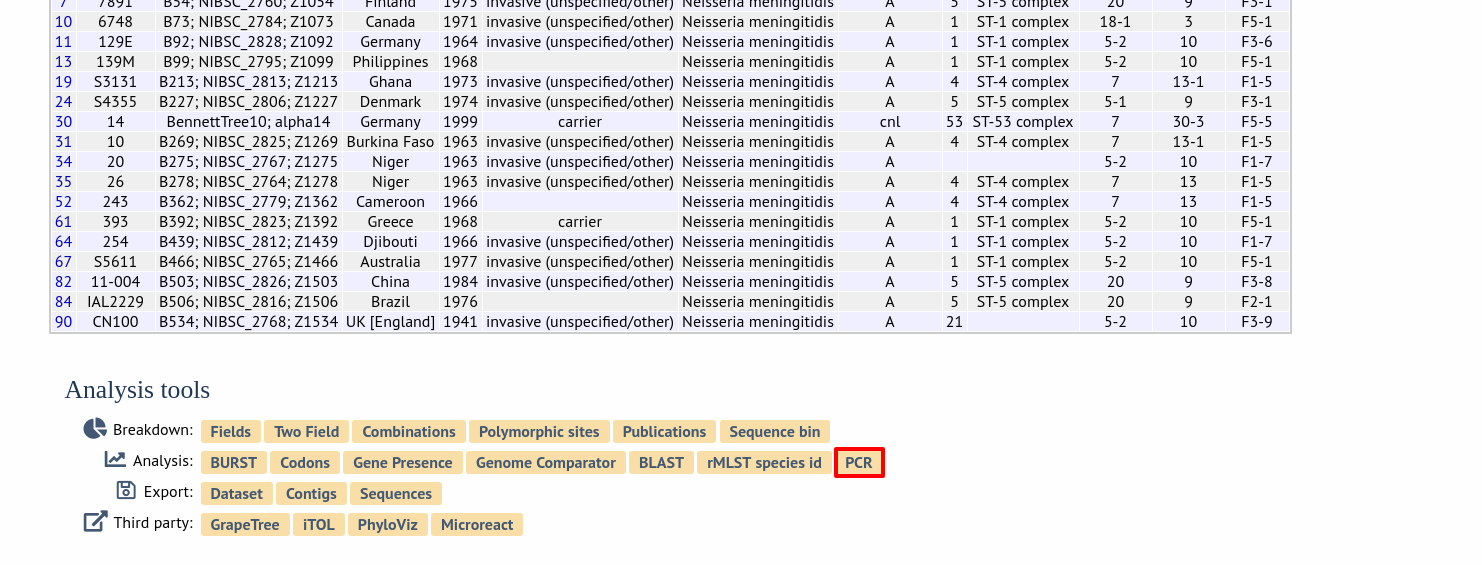 7 7891 B54; NIBSC_2760; Z1054 Finland 1975 invasive (unspecified/other) Neisseria meningitidis A 5 ST-5 complex 20 9 F3-1
10 6748 B73; NIBSC_2784; Z1073 Canada 1971 invasive (unspecified/other) Neisseria meningitidis A 1 ST-1 complex 18-1 3 F5-1
11 129E B92; NIBSC_2828; Z1092 Germany 1964 invasive (unspecified/other) Neisseria meningitidis A 1 ST-1 complex 5-2 10 F3-6
13 139M B99; NIBSC_2795; Z1099 Philippines 1968 Neisseria meningitidis A 1 ST-1 complex 5-2 10 F5-1
19 S3131 B213; NIBSC_2813; Z1213 Ghana 1973 invasive (unspecified/other) Neisseria meningitidis A 4 ST-4 complex 7 13-1 F1-5
24 S4355 B227; NIBSC_2806; Z1227 Denmark 1974 invasive (unspecified/other) Neisseria meningitidis A 5 ST-5 complex 5-1 9 F3-1
30 14 BennettTree10; alpha14 Germany 1999 carrier Neisseria meningitidis cnl 53 ST-53 complex 7 30-3 F5-5
31 10 B269; NIBSC_2825; Z1269 Burkina Faso 1963 invasive (unspecified/other) Neisseria meningitidis A 4 ST-4 complex 7 13-1 F1-5
34 20 B275; NIBSC_2767; Z1275 Niger 1963 invasive (unspecified/other) Neisseria meningitidis A 5-2 10 F1-7
35 26 B278; NIBSC_2764; Z1278 Niger 1963 invasive (unspecified/other) Neisseria meningitidis A 4 ST-4 complex 7 13 F1-5
52 243 B362; NIBSC_2779; Z1362 Cameroon 1966 Neisseria meningitidis A 4 ST-4 complex 7 13 F1-5
61 393 B392; NIBSC_2823; Z1392 Greece 1968 carrier Neisseria meningitidis A 1 ST-1 complex 5-2 10 F5-1
64 254 B439; NIBSC_2812; Z1439 Djibouti 1966 invasive (unspecified/other) Neisseria meningitidis A 1 ST-1 complex 5-2 10 F1-7
67 S5611 B466; NIBSC_2765; Z1466 Australia 1977 invasive (unspecified/other) Neisseria meningitidis A 1 ST-1 complex 5-2 10 F5-1
82 11-004 B503; NIBSC_2826; Z1503 China 1984 invasive (unspecified/other) Neisseria meningitidis A 5 ST-5 complex 20 9 F3-8
84 IAL2229 B506; NIBSC_2816; Z1506 Brazil 1976 Neisseria meningitidis A 5 ST-5 complex 20 9 F2-1
90 CN100 B534; NIBSC_2768; Z1534 UK [England] 1941 invasive (unspecified/other) Neisseria meningitidis A 21 5-2 10 F3-9
Analysis tools
Breakdown: Fields Two Field Combinations Polymorphic sites Publications Sequence bin
Analysis: BURST Codons Gene Presence Genome Comparator BLAST rMLST species id PCR
Export: Dataset Contigs Sequences
Third party: GrapeTree iTOL PhyloViz Microreact